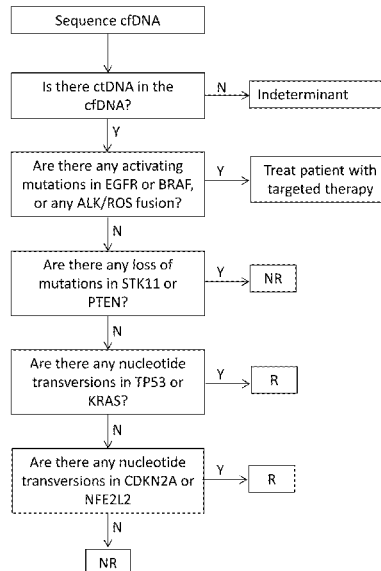 Sequence cfDNA
Is there ctDNA in the
cfDNA?
N
Indeterminant
Y
Are there any activating
mutations in EGFR or BRAF,
or any ALK/ROS fusion?
Y
Treat patient with
targeted therapy
N
Are there any loss of
mutations in STK11 or
PTEN?
Y
NR
N
Are there any nucleotide
transversions in TP53 or
KRAS?
Y
R
N
Are there any nucleotide
transversions in CDKN2A or
NFE2L2
Y
R
N
NR